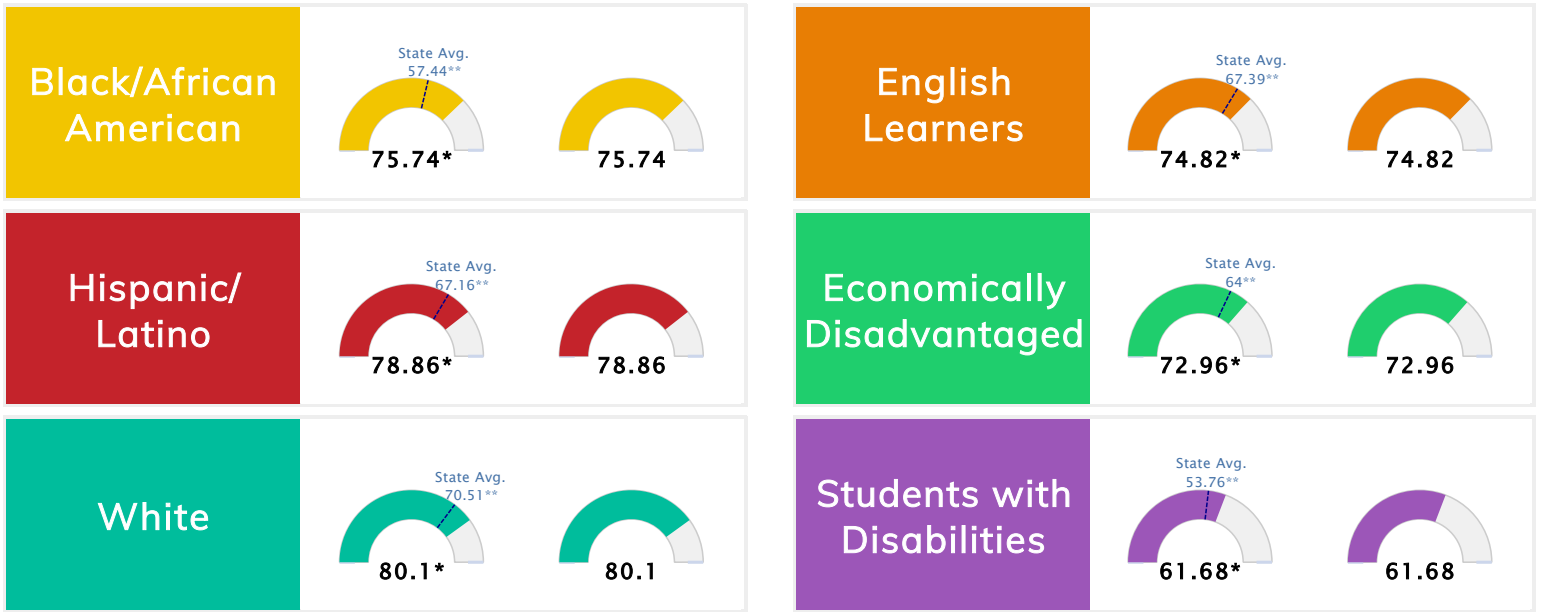 Black/African
American
State Avg.
57.44**
75.74*
75.74
English
Learners
State Avg.
67.39**
74.82*
74.82
Hispanic/
Latino
State Avg.
67.16**
78.86*
78.86
Economically
Disadvantaged
State Avg.
64**
72.96*
72.96
White
State Avg.
70.51**
80.1*
80.1
Students with
Disabilities
State Avg.
53.76**
61.68*
61.68